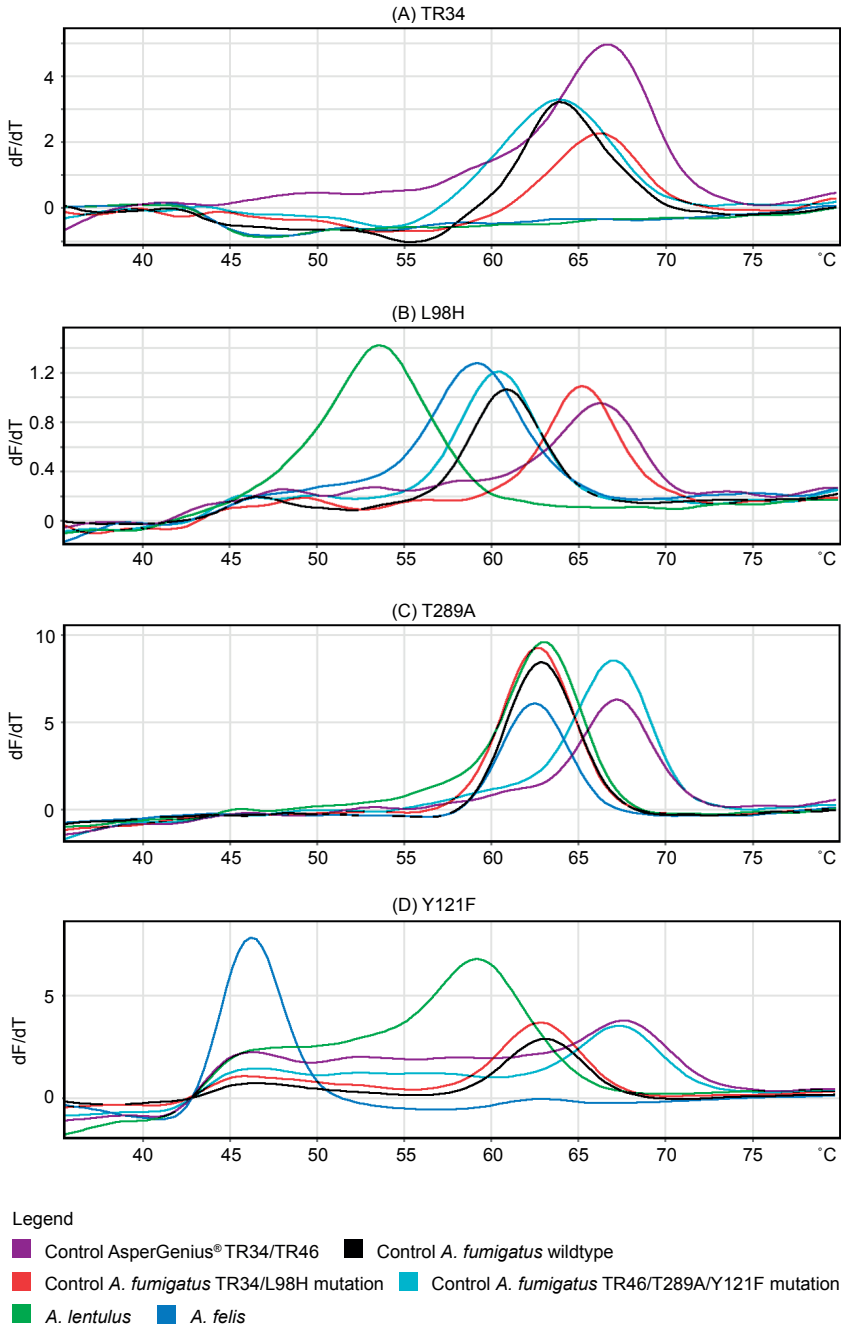 (A) TR34
dF/dT
4
2
0
40 45 50 55 60 65 70 75 ˚C
(B) L98H
dF/dT
1.2
0.8
0.4
0
40 45 50 55 60 65 70 75 ˚C
(C) T289A
dF/dT
10
5
0
40 45 50 55 60 65 70 75 ˚C
(D) Y121F
dF/dT
5
0
40 45 50 55 60 65 70 75 ˚C
Legend
Control AsperGenius® TR34/TR46 Control A. fumigatus wildtype
Control A. fumigatus TR34/L98H mutation Control A. fumigatus TR46/T289A/Y121F mutation
A. lentulus A. felis